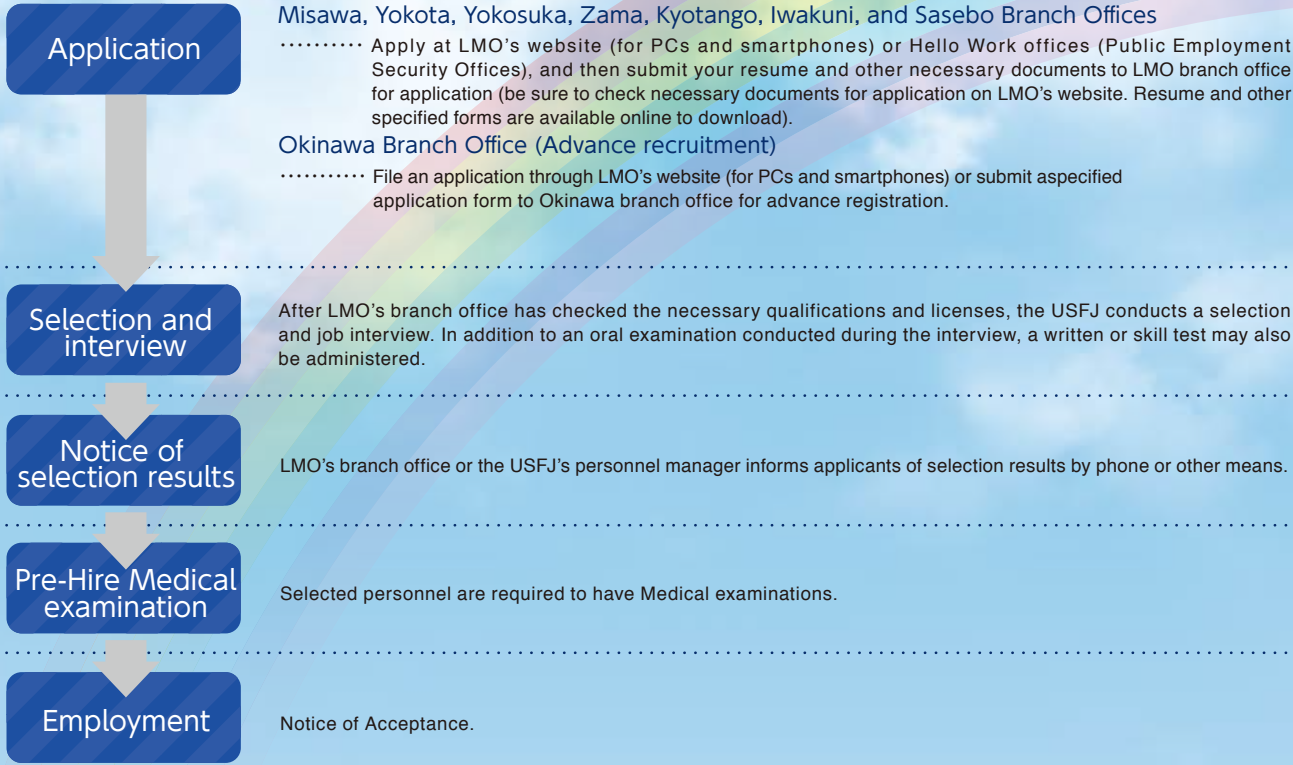 Application
Misawa, Yokota, Yokosuka, Zama, Kyotango, Iwakuni, and Sasebo Branch Offices
·········· Apply at LMO's website (for PCs and smartphones) or Hello Work offices (Public Employment
Security Offices), and then submit your resume and other necessary documents to LMO branch office
for application (be sure to check necessary documents for application on LMO's website. Resume and other
specified forms are available online to download).
Okinawa Branch Office (Advance recruitment)
··········· File an application through LMO's website (for PCs and smartphones) or submit aspecified
application form to Okinawa branch office for advance registration.
Selection and
interview
After LMO's branch office has checked the necessary qualifications and licenses, the USFJ conducts a selection
and job interview. In addition to an oral examination conducted during the interview, a written or skill test may also
be administered.
Notice of
selection results
LMO's branch office or the USFJ's personnel manager informs applicants of selection results by phone or other means.
Pre-Hire Medical
examination
Selected personnel are required to have Medical examinations.
Employment
Notice of Acceptance.